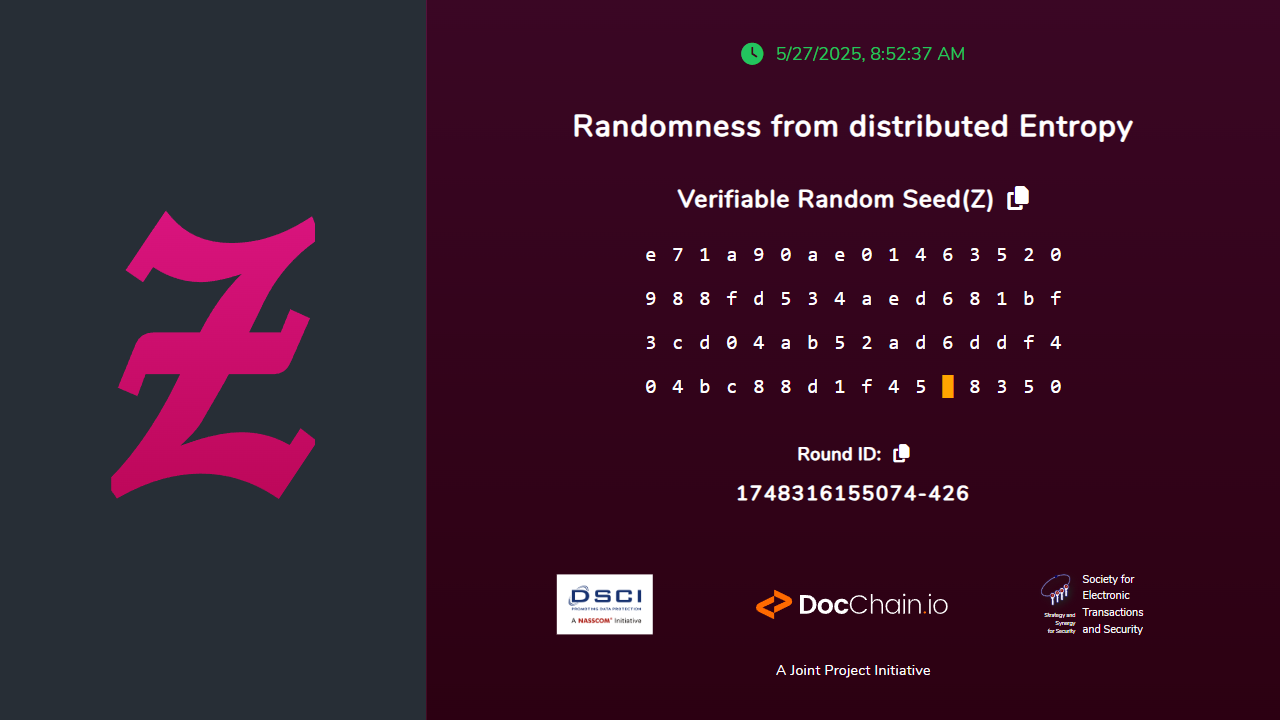 5/27/2025, 8:52:37 AM
Randomness from distributed Entropy
Verifiable Random Seed(Z)
e 7 1 a 9 0 a e 0 1 4 6 3 5 2 0
9 8 8 f d 5 3 4 a e d 6 8 1 b f
3 c d 0 4 a b 5 2 a d 6 d d f 4
0 4 b c 8 8 d 1 f 4 5 8 3 5 0
Round ID:
1748316155074-426
DSCI
PROMOTING DATA PROTECTION
A NASSCOM® Initiative
DocChain.io
Strategy and
Synergy
for Security
Society for
Electronic
Transactions
and Security
A Joint Project Initiative